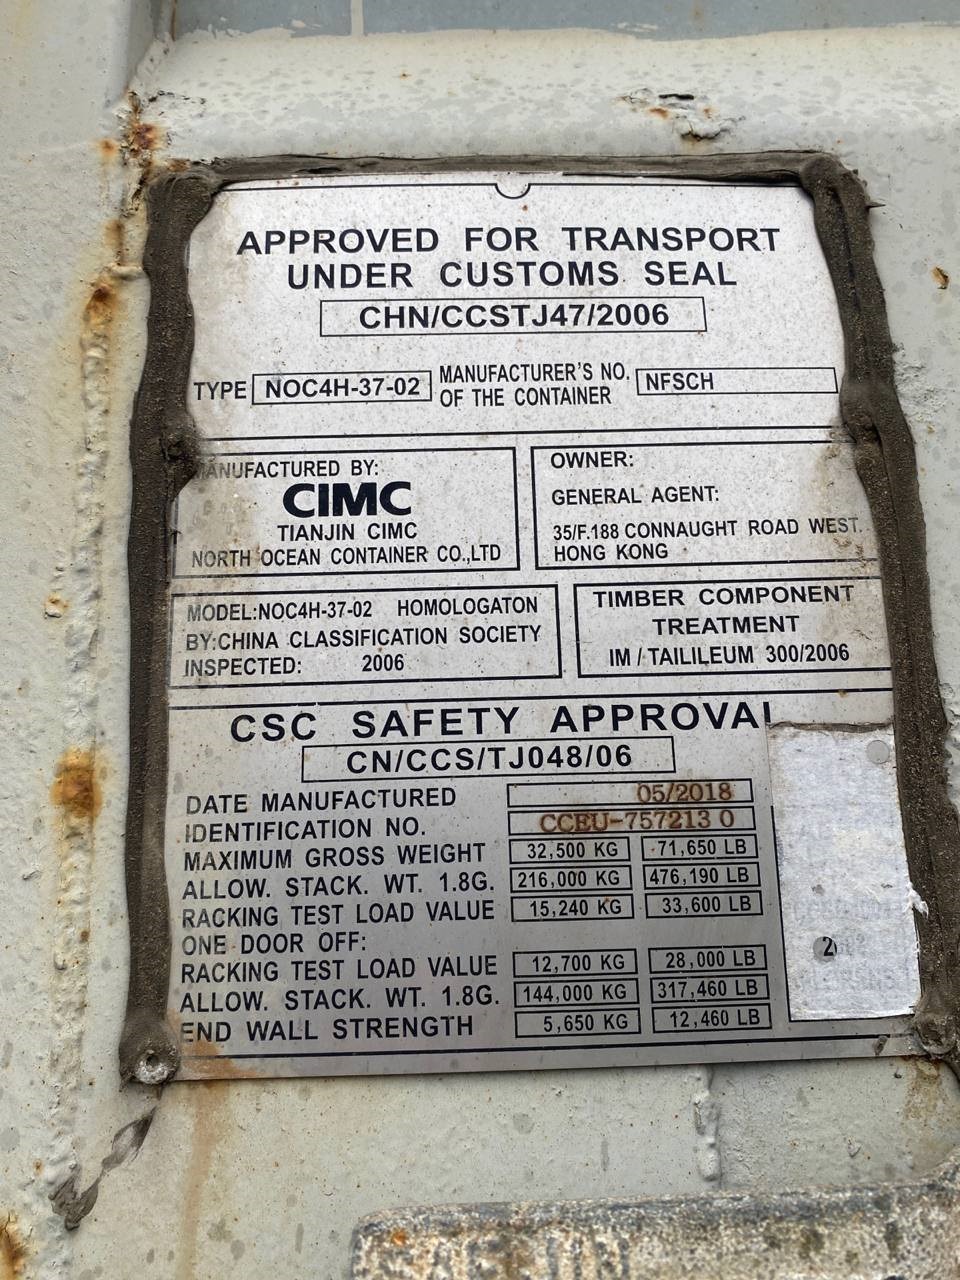 APPROVED FOR TRANSPORT
UNDER CUSTOMS SEAL
CHN/CCSTJ47/2006
TYPE NOC4H-37-02 MANUFACTURER'S NO. OF THE CONTAINER NFSCH
MANUFACTURED BY:
CIMC
TIANJIN CIMC
NORTH OCEAN CONTAINER CO.,LTD
OWNER:
GENERAL AGENT:
35/F.188 CONNAUGHT ROAD WEST.
HONG KONG
MODEL:NOC4H-37-02 HOMOLOGATON
BY:CHINA CLASSIFICATION SOCIETY
INSPECTED: 2006
TIMBER COMPONENT
TREATMENT
IM / TAILILEUM 300/2006
CSC SAFETY APPROVAL
CN/CCS/TJ048/06
DATE MANUFACTURED 05/2018
IDENTIFICATION NO. CCEU-757213 0
MAXIMUM GROSS WEIGHT 32,500 KG 71,650 LB
ALLOW. STACK. WT. 1.8G. 216,000 KG 476,190 LB
RACKING TEST LOAD VALUE 15,240 KG 33,600 LB
ONE DOOR OFF:
RACKING TEST LOAD VALUE 12,700 KG 28,000 LB
ALLOW. STACK. WT. 1.8G. 144,000 KG 317,460 LB
END WALL STRENGTH 5,650 KG 12,460 LB